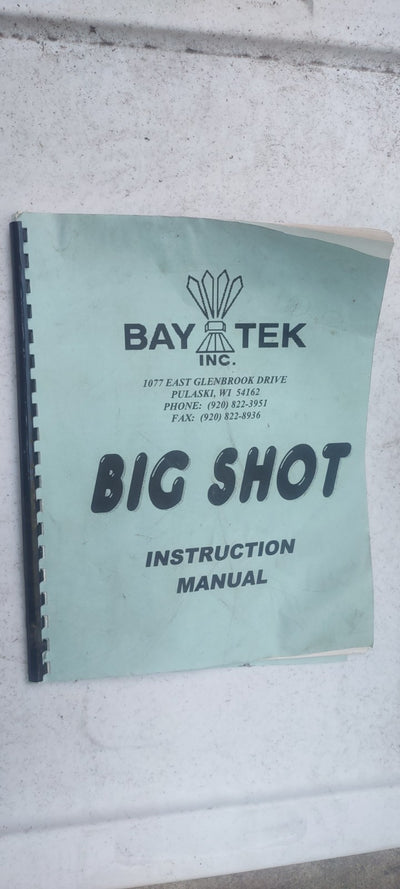 BAY TEK
INC.
1077 EAST GLENBROOK DRIVE
PULASKI, WI 54162
PHONE: (920) 822-3951
FAX: (920) 822-8936
BIG SHOT
INSTRUCTION
MANUAL